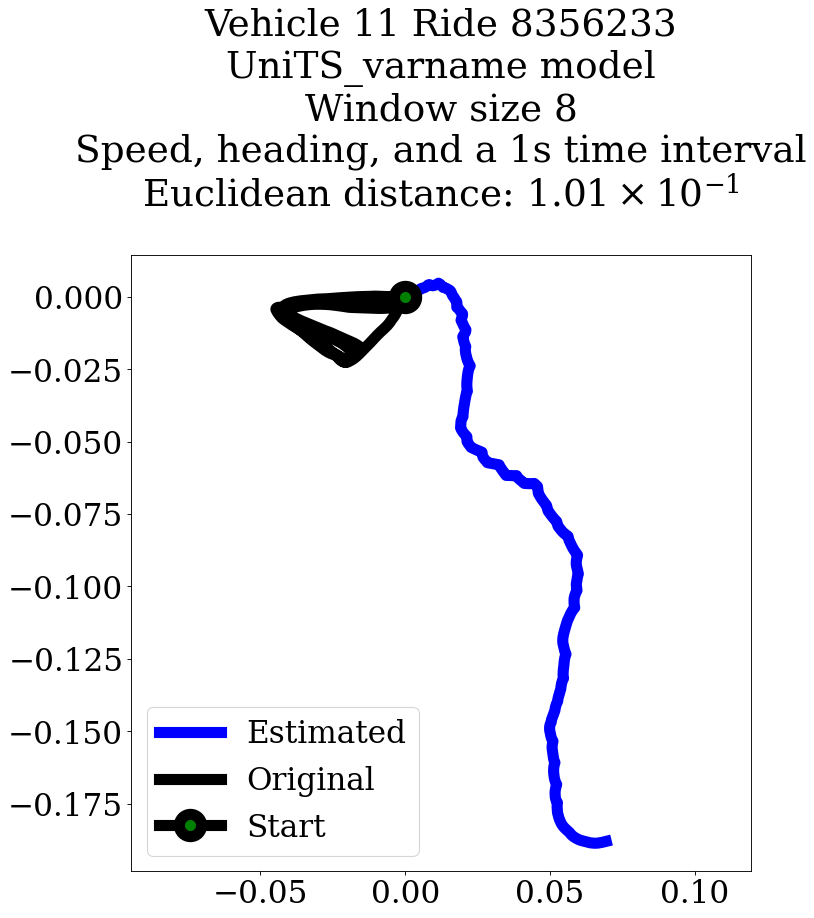 Vehicle 11 Ride 8356233
UniTS_varname model
Window size 8
Speed, heading, and a 1s time interval
Euclidean distance: 1.01 × 10⁻¹
0.000
−0.025
−0.050
−0.075
−0.100
−0.125
−0.150
−0.175
Estimated
Original
Start
−0.05
0.00
0.05
0.10